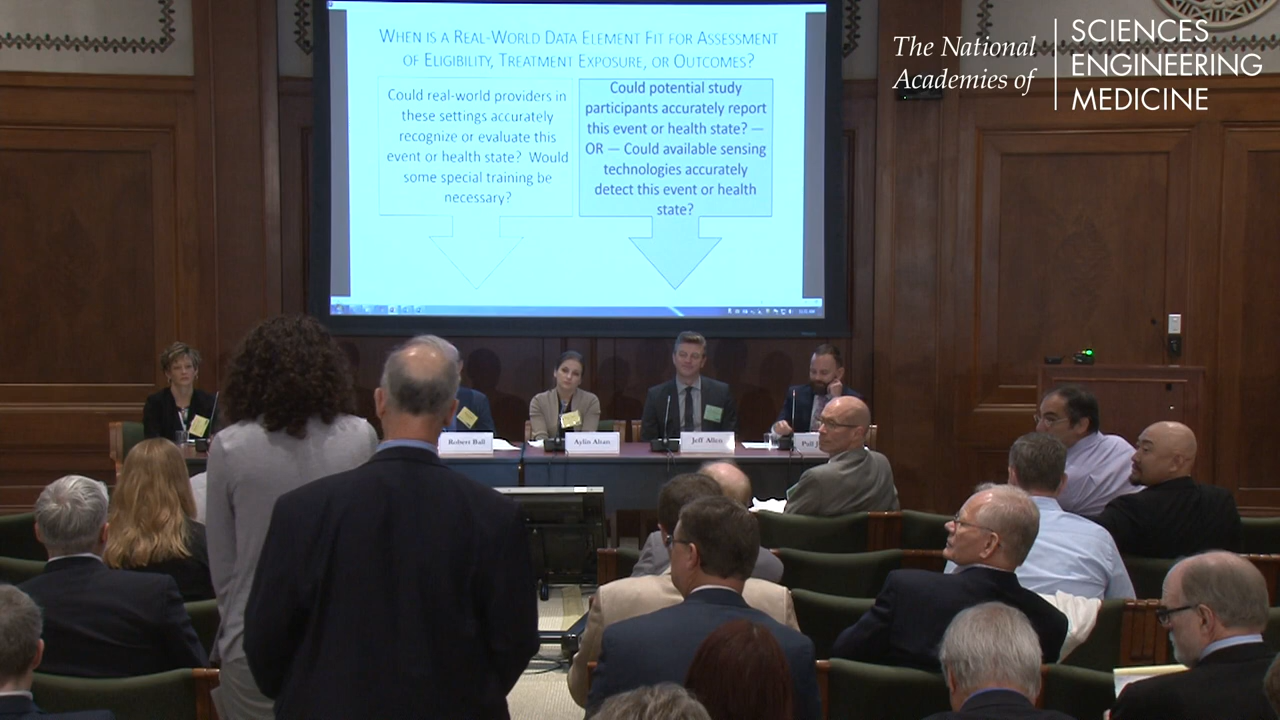 WHEN IS A REAL-WORLD DATA ELEMENT FIT FOR ASSESSMENT
OF ELIGIBILITY, TREATMENT EXPOSURE, OR OUTCOMES?
Could real-world providers in
these settings accurately
recognize or evaluate this
event or health state? Would
some special training be
necessary?
Could potential study
participants accurately report
this event or health state? —
OR — Could available sensing
technologies accurately
detect this event or health
state?
The National
Academies of
SCIENCES
ENGINEERING
MEDICINE
Robert Ball
Aylin Altan
Jeff Allen